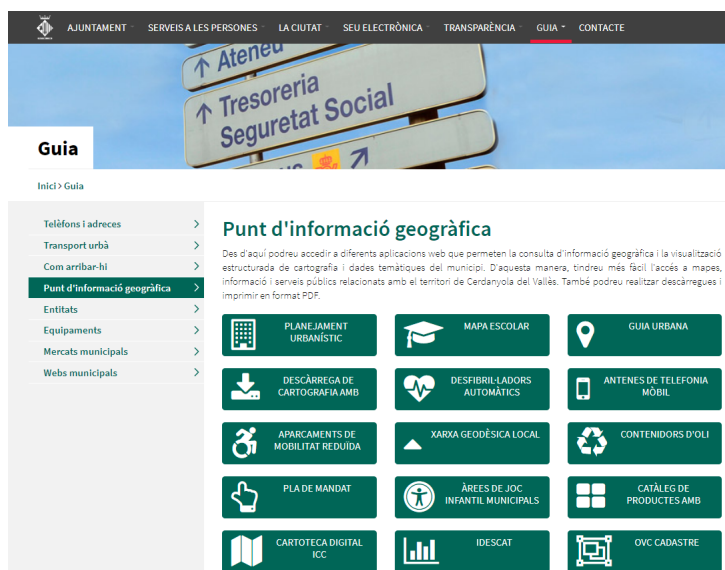 AJUNTAMENT
SERVEIS A LES PERSONES
LA CIUTAT
SEU ELECTRÒNICA
TRANSPARÈNCIA
GUIA
CONTACTE
Ateneu
Tresoreria
Seguretat Social
Guia
Inici > Guia
Telèfons i adreces
Transport urbà
Com arribar-hi
Punt d'informació geogràfica
Entitats
Equipaments
Mercats municipals
Webs municipals
Punt d'informació geogràfica
Des d'aquí podreu accedir a diferents aplicacions web que permeten la consulta d'informació geogràfica i la visualització
estructurada de cartografia i dades temàtiques del municipi. D'aquesta manera, tindreu més fàcil l'accés a mapes,
informació i serveis públics relacionats amb el territori de Cerdanyola del Vallès. També podreu realitzar descàrregues i
imprimir en format PDF.
PLANEJAMENT
URBANÍSTIC
MAPA ESCOLAR
GUIA URBANA
DESCÀRREGA DE
CARTOGRAFIA AMB
DESFIBRIL·LADORS
AUTOMÀTICS
ANTENES DE TELEFONIA
MÒBIL
APARCAMENTS DE
MOBILITAT REDUÏDA
XARXA GEODÈSICA LOCAL
CONTENIDORS D'OLI
PLA DE MANDAT
ÀREES DE JOC
INFANTIL MUNICIPALS
CATÀLEG DE
PRODUCTES AMB
CARTOTECA DIGITAL
ICC
IDESCAT
OVC CADASTRE